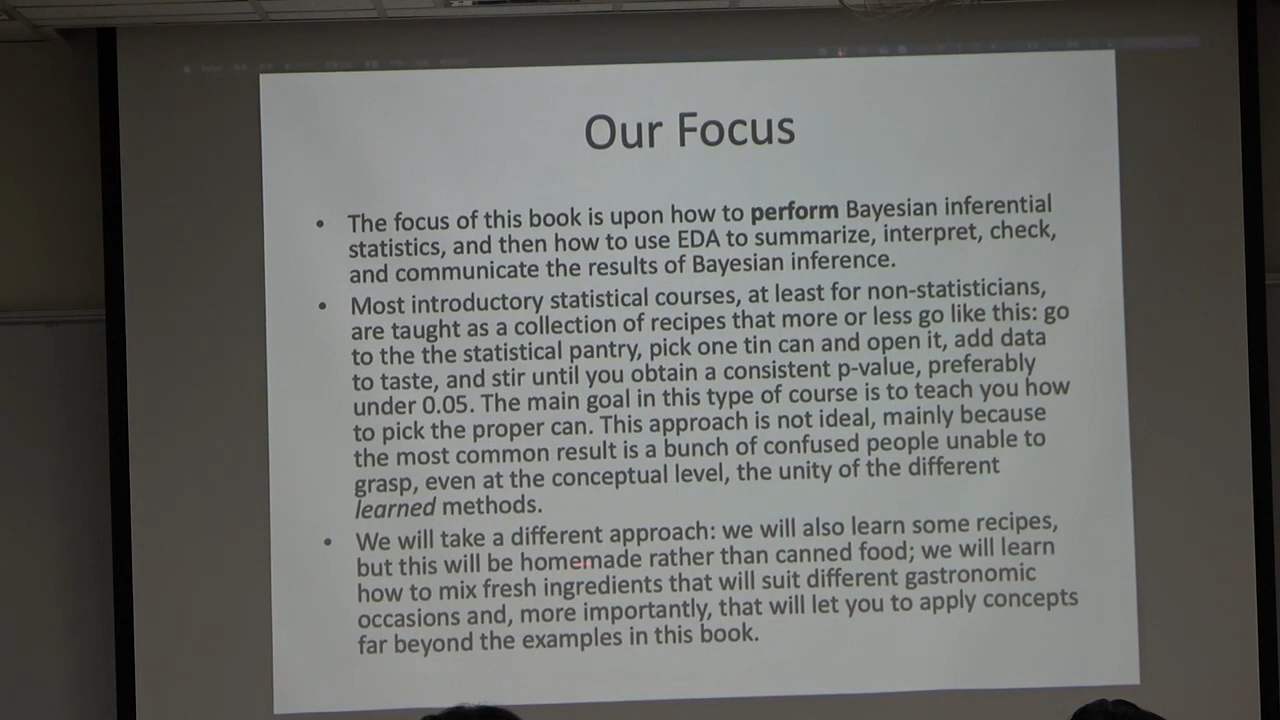 Our Focus
• The focus of this book is upon how to perform Bayesian inferential
statistics, and then how to use EDA to summarize, interpret, check,
and communicate the results of Bayesian inference.
• Most introductory statistical courses, at least for non-statisticians,
are taught as a collection of recipes that more or less go like this: go
to the the statistical pantry, pick one tin can and open it, add data
to taste, and stir until you obtain a consistent p-value, preferably
under 0.05. The main goal in this type of course is to teach you how
to pick the proper can. This approach is not ideal, mainly because
the most common result is a bunch of confused people unable to
grasp, even at the conceptual level, the unity of the different
learned methods.
• We will take a different approach: we will also learn some recipes,
but this will be homemade rather than canned food; we will learn
how to mix fresh ingredients that will suit different gastronomic
occasions and, more importantly, that will let you to apply concepts
far beyond the examples in this book.